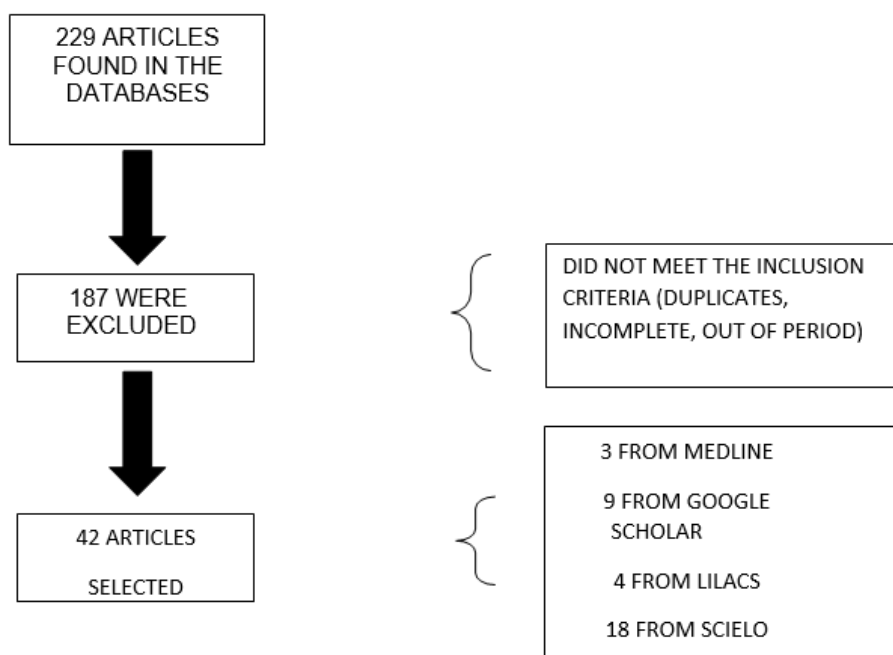 229 ARTICLES
FOUND IN THE
DATABASES
187 WERE
EXCLUDED
DID NOT MEET THE INCLUSION
CRITERIA (DUPLICATES,
INCOMPLETE, OUT OF PERIOD)
42 ARTICLES
SELECTED
3 FROM MEDLINE
9 FROM GOOGLE
SCHOLAR
4 FROM LILACS
18 FROM SCIELO